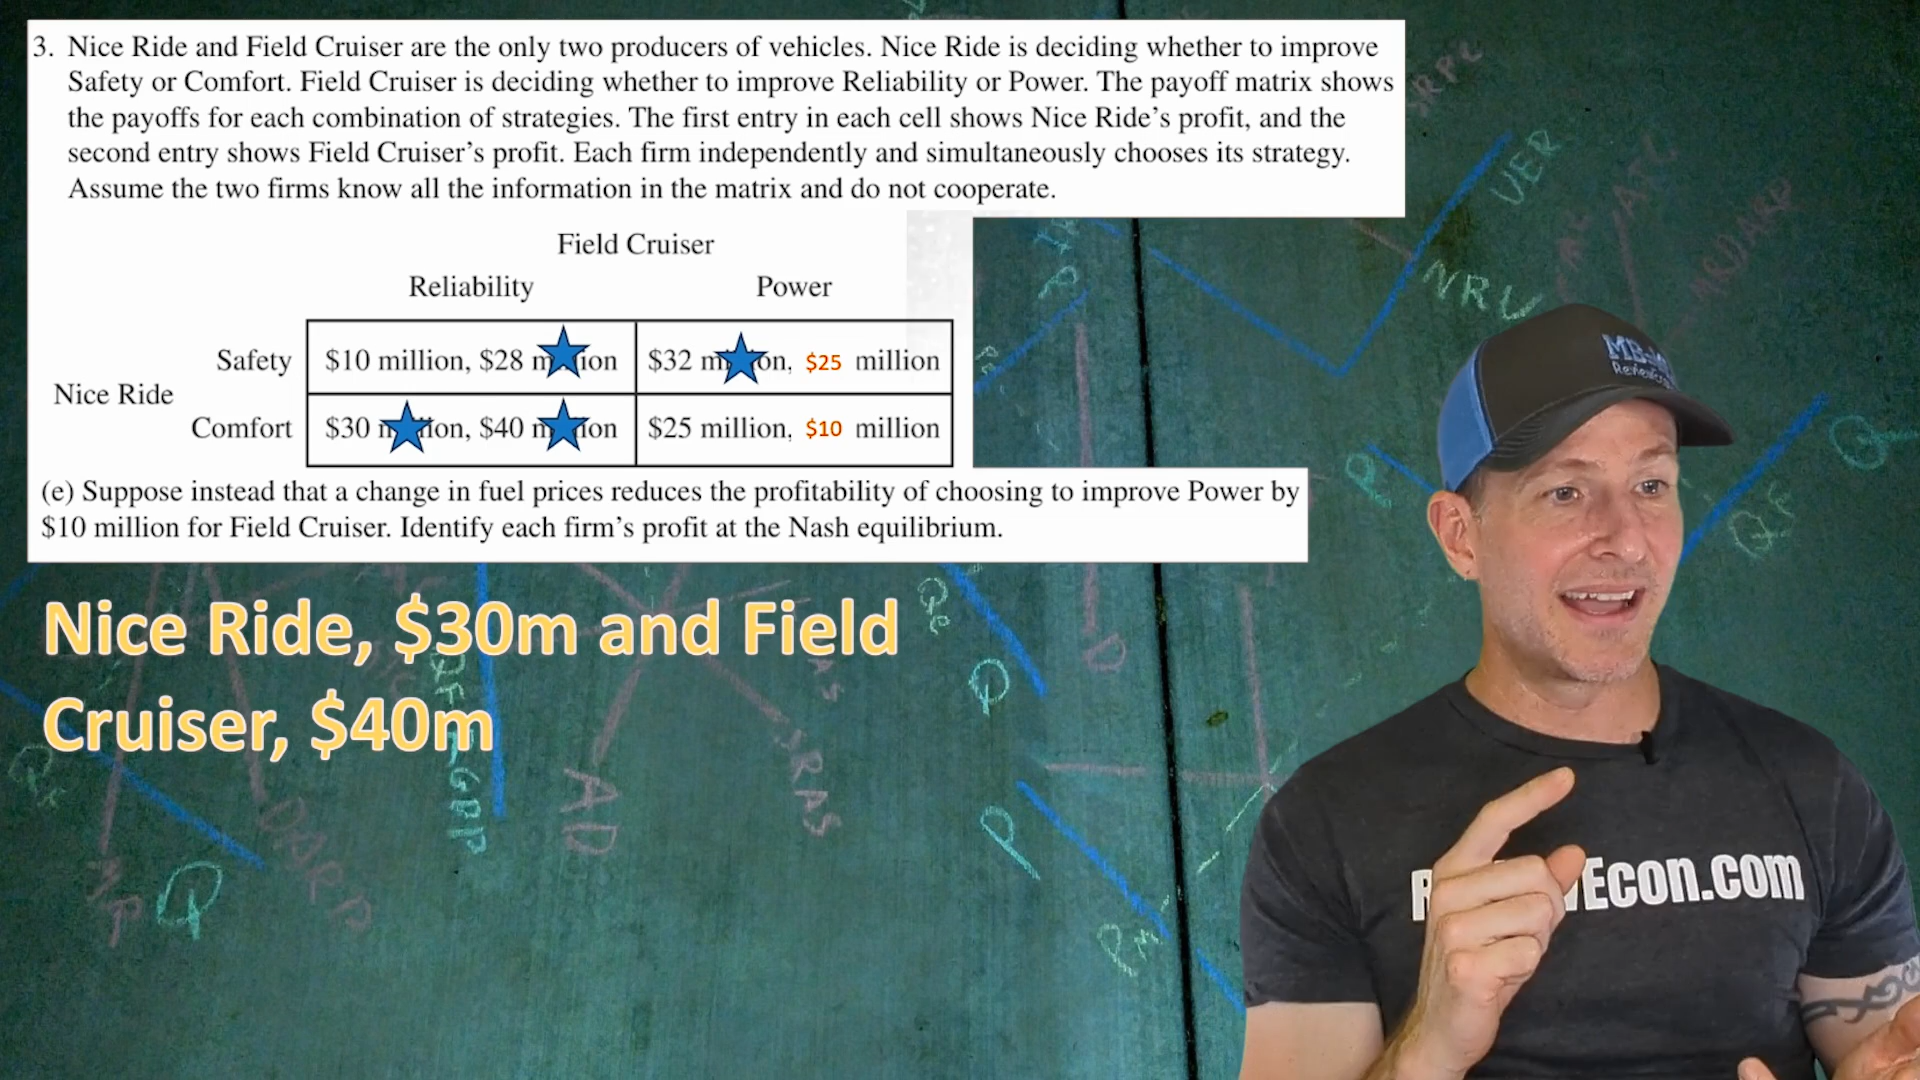 3. Nice Ride and Field Cruiser are the only two producers of vehicles. Nice Ride is deciding whether to improve
Safety or Comfort. Field Cruiser is deciding whether to improve Reliability or Power. The payoff matrix shows
the payoffs for each combination of strategies. The first entry in each cell shows Nice Ride's profit, and the
second entry shows Field Cruiser's profit. Each firm independently and simultaneously chooses its strategy.
Assume the two firms know all the information in the matrix and do not cooperate.
Field Cruiser
Reliability Power
Safety $10 million, $28 $32 $25 million
Nice Ride
Comfort $30 $40 $25 million, $10 million
(e) Suppose instead that a change in fuel prices reduces the profitability of choosing to improve Power by
$10 million for Field Cruiser. Identify each firm's profit at the Nash equilibrium.
Nice Ride, $30m and Field
Cruiser, $40m
VER
NRU
SRPC
P
Q
D
AD
SRAS
Q
P
Econ.com